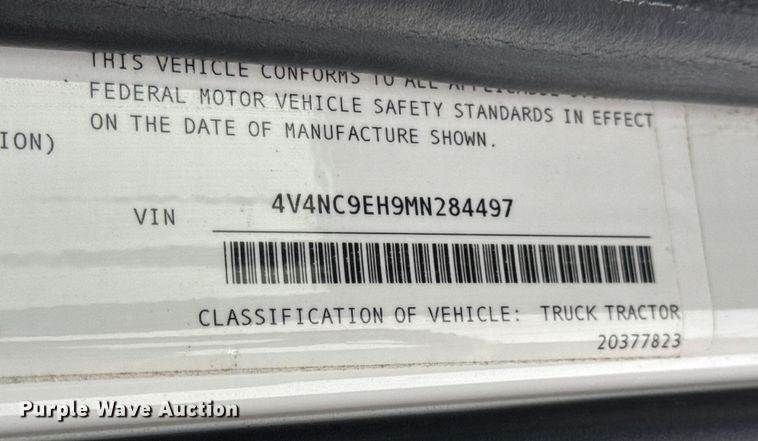 THIS VEHICLE CONFORMS TO ALL APPLICABLE
FEDERAL MOTOR VEHICLE SAFETY STANDARDS IN EFFECT
ON THE DATE OF MANUFACTURE SHOWN.
ION)
VIN 4V4NC9EH9MN284497
CLASSIFICATION OF VEHICLE: TRUCK TRACTOR
20377823
Purple Wave Auction